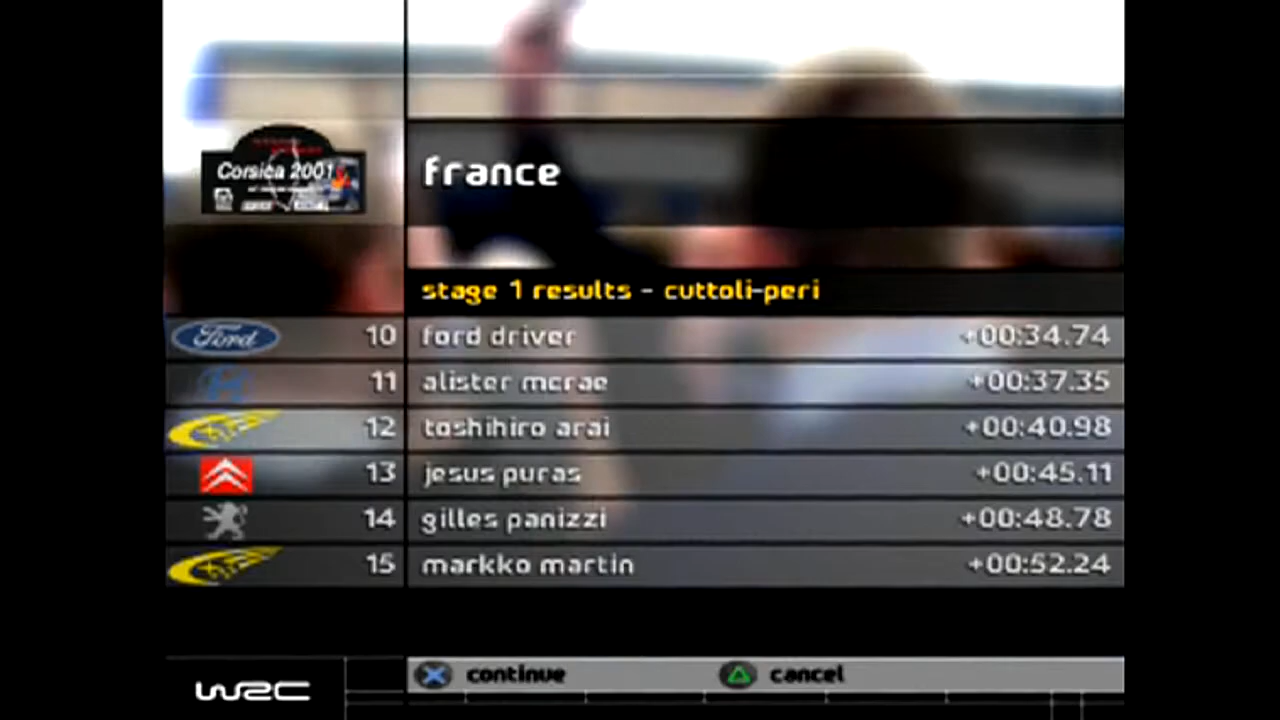 Corsica 2001
france
stage 1 results - cuttoli-peri
Ford 10 ford driver +00:34.74
11 alister mcrae +00:37.35
12 toshihiro arai +00:40.98
13 jesus puras +00:45.11
14 gilles panizzi +00:48.78
15 markko martin +00:52.24
continue cancel
WRC